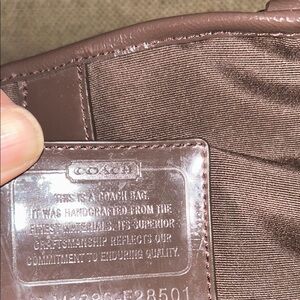 COACH
THIS IS A COACH BAG.
IT WAS HANDCRAFTED FROM THE
FINEST MATERIALS. ITS SUPERIOR
CRAFTSMANSHIP REFLECTS OUR
COMMITMENT TO ENDURING QUALITY.
F28501